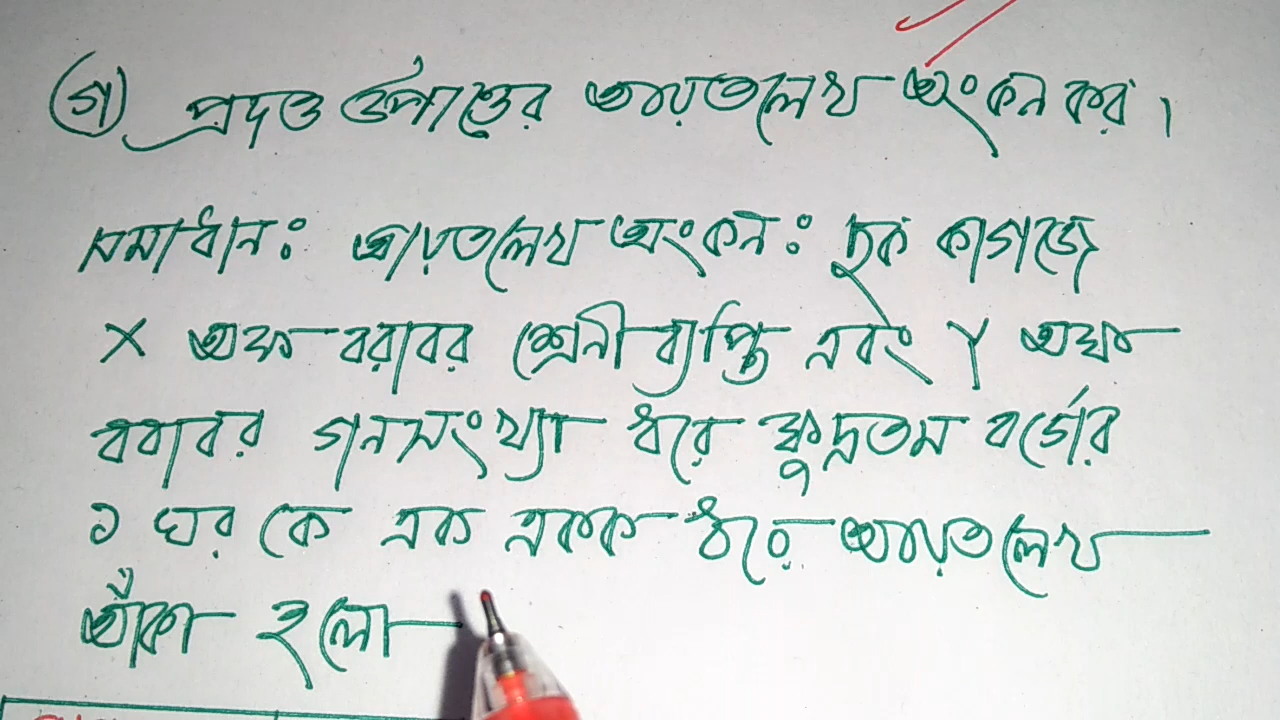 (গ) প্রদত্ত উপাত্তের আয়তলেখ অংকন কর।
সমাধান: আয়তলেখ অংকন: ছক কাগজে
X অক্ষ বরাবর শ্রেনী ব্যাপ্তি এবং Y অক্ষ
বরাবর গনসংখ্যা ধরে ক্ষুদ্রতম বর্গের
১ ঘর কে এক একক ধরে আয়তলেখ
আঁকা হলো